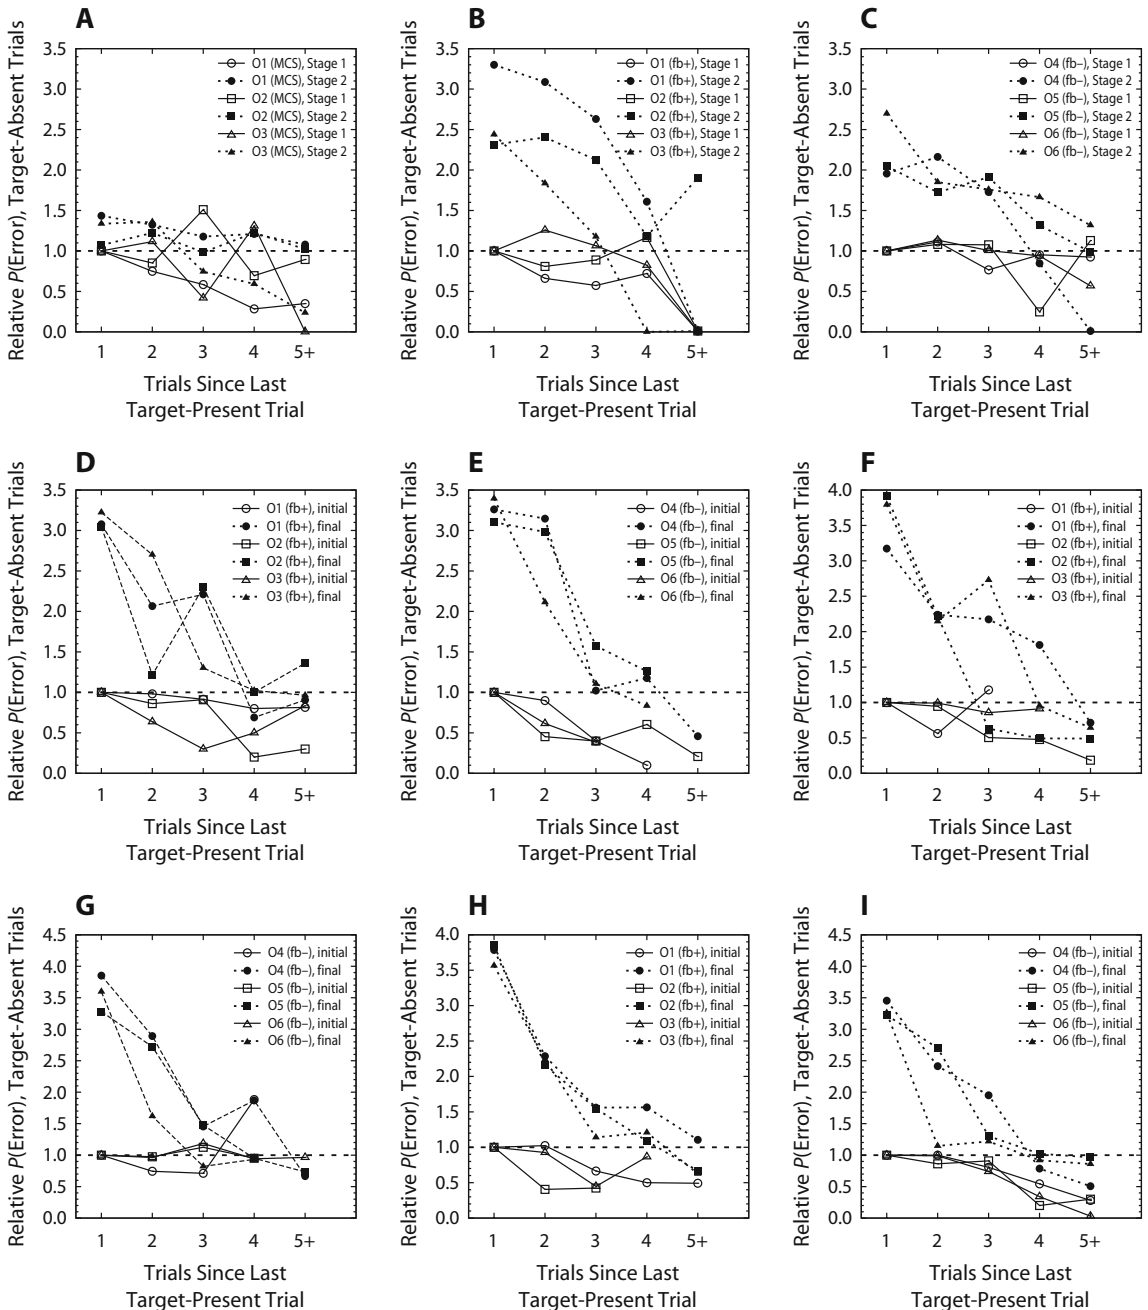 A
Relative P(Error), Target-Absent Trials
3.5
3.0
2.5
2.0
1.5
1.0
0.5
0.0
O1 (MCS), Stage 1
O1 (MCS), Stage 2
O2 (MCS), Stage 1
O2 (MCS), Stage 2
O3 (MCS), Stage 1
O3 (MCS), Stage 2
1 2 3 4 5+
Trials Since Last
Target-Present Trial
B
Relative P(Error), Target-Absent Trials
3.5
3.0
2.5
2.0
1.5
1.0
0.5
0.0
O1 (fb+), Stage 1
O1 (fb+), Stage 2
O2 (fb+), Stage 1
O2 (fb+), Stage 2
O3 (fb+), Stage 1
O3 (fb+), Stage 2
1 2 3 4 5+
Trials Since Last
Target-Present Trial
C
Relative P(Error), Target-Absent Trials
3.5
3.0
2.5
2.0
1.5
1.0
0.5
0.0
O4 (fb−), Stage 1
O4 (fb−), Stage 2
O5 (fb−), Stage 1
O5 (fb−), Stage 2
O6 (fb−), Stage 1
O6 (fb−), Stage 2
1 2 3 4 5+
Trials Since Last
Target-Present Trial
D
Relative P(Error), Target-Absent Trials
3.5
3.0
2.5
2.0
1.5
1.0
0.5
0.0
O1 (fb+), initial
O1 (fb+), final
O2 (fb+), initial
O2 (fb+), final
O3 (fb+), initial
O3 (fb+), final
1 2 3 4 5+
Trials Since Last
Target-Present Trial
E
Relative P(Error), Target-Absent Trials
3.5
3.0
2.5
2.0
1.5
1.0
0.5
0.0
O4 (fb−), initial
O4 (fb−), final
O5 (fb−), initial
O5 (fb−), final
O6 (fb−), initial
O6 (fb−), final
1 2 3 4 5+
Trials Since Last
Target-Present Trial
F
Relative P(Error), Target-Absent Trials
4.0
3.5
3.0
2.5
2.0
1.5
1.0
0.5
0.0
O1 (fb+), initial
O1 (fb+), final
O2 (fb+), initial
O2 (fb+), final
O3 (fb+), initial
O3 (fb+), final
1 2 3 4 5+
Trials Since Last
Target-Present Trial
G
Relative P(Error), Target-Absent Trials
4.5
4.0
3.5
3.0
2.5
2.0
1.5
1.0
0.5
0.0
O4 (fb−), initial
O4 (fb−), final
O5 (fb−), initial
O5 (fb−), final
O6 (fb−), initial
O6 (fb−), final
1 2 3 4 5+
Trials Since Last
Target-Present Trial
H
Relative P(Error), Target-Absent Trials
4.0
3.5
4.0
2.5
2.0
1.5
1.0
0.5
0.0
O1 (fb+), initial
O1 (fb+), final
O2 (fb+), initial
O2 (fb+), final
O3 (fb+), initial
O3 (fb+), final
1 2 3 4 5+
Trials Since Last
Target-Present Trial
I
Relative P(Error), Target-Absent Trials
4.5
4.0
3.5
3.0
2.5
2.0
1.5
1.0
0.5
0.0
O4 (fb−), initial
O4 (fb−), final
O5 (fb−), initial
O5 (fb−), final
O6 (fb−), initial
O6 (fb−), final
1 2 3 4 5+
Trials Since Last
Target-Present Trial